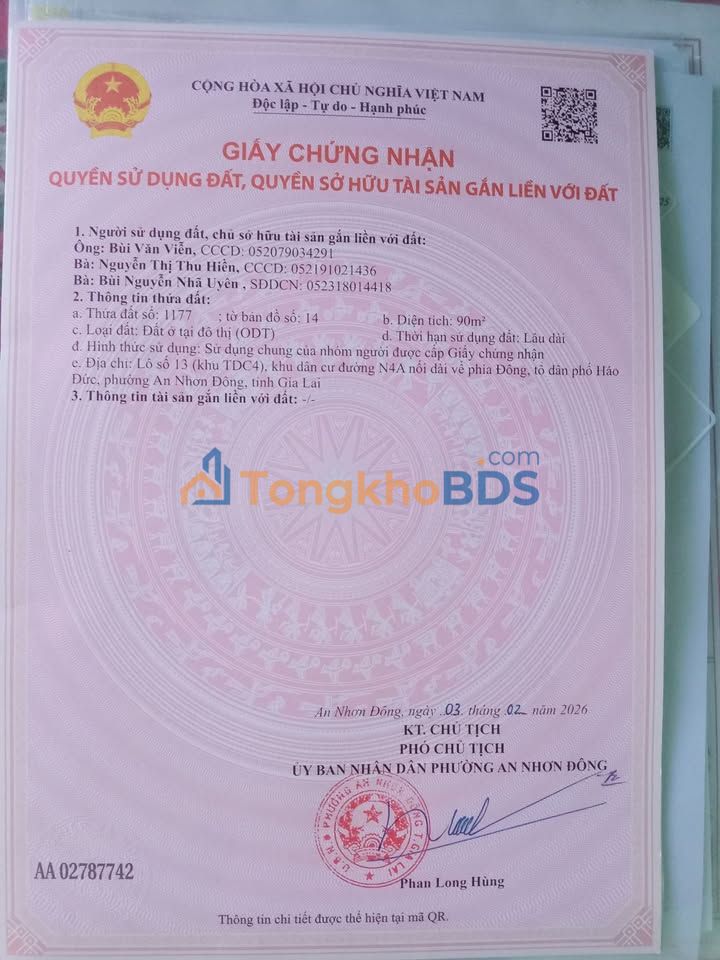 CỘNG HÒA XÃ HỘI CHỦ NGHĨA VIỆT NAM
Độc lập - Tự do - Hạnh phúc
GIẤY CHỨNG NHẬN
QUYỀN SỬ DỤNG ĐẤT, QUYỀN SỞ HỮU TÀI SẢN GẮN LIỀN VỚI ĐẤT
1. Người sử dụng đất, chủ sở hữu tài sản gắn liền với đất:
Ông: Bùi Văn Viễn, CCCD: 052079034291
Bà: Nguyễn Thị Thu Hiền, CCCD: 052191021436
Bà: Bùi Nguyễn Nhã Uyên , SĐDCN: 052318014418
2. Thông tin thửa đất:
a. Thửa đất số: 1177 ; tờ bản đồ số: 14 b. Diện tích: 90m²
c. Loại đất: Đất ở tại đô thị (ODT) d. Thời hạn sử dụng đất: Lâu dài
đ. Hình thức sử dụng: Sử dụng chung của nhóm người được cấp Giấy chứng nhận
e. Địa chỉ: Lô số 13 (khu TDC4), khu dân cư đường N4A nối dài về phía Đông, tổ dân phố Háo
Đức, phường An Nhơn Đông, tỉnh Gia Lai
3. Thông tin tài sản gắn liền với đất: -/-
TongkhoBDS.com
An Nhơn Đông, ngày 03 tháng 02 năm 2026
KT. CHỦ TỊCH
PHÓ CHỦ TỊCH
ỦY BAN NHÂN DÂN PHƯỜNG AN NHƠN ĐÔNG
U.B.N.D PHƯỜNG AN NHƠN ĐÔNG T. GIA LAI
Phan Long Hùng
AA 02787742
Thông tin chi tiết được thể hiện tại mã QR.